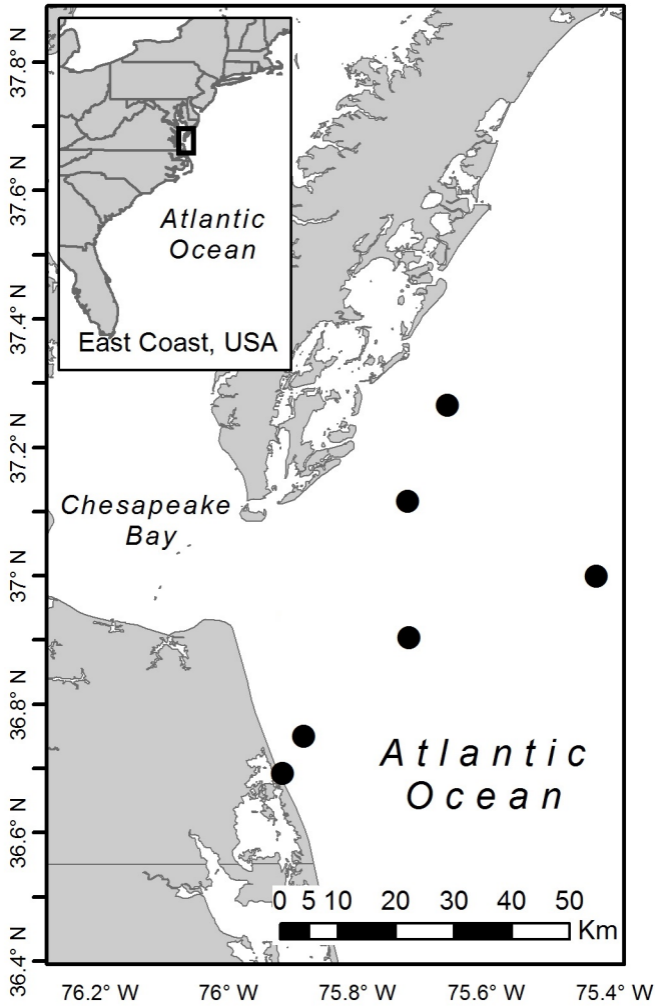 Atlantic
Ocean
East Coast, USA
Chesapeake
Bay
Atlantic
Ocean
0 5 10 20 30 40 50
Km
37.8° N
37.6° N
37.4° N
37.2° N
37° N
36.8° N
36.6° N
36.4° N
76.2° W 76° W 75.8° W 75.6° W 75.4° W